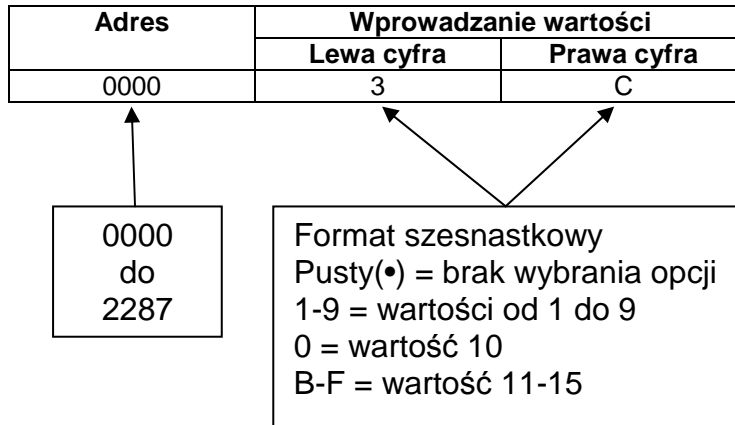 Adres Wprowadzanie wartości
Lewa cyfra Prawa cyfra
0000 3 C
0000
do
2287
Format szesnastkowy
Pusty(•) = brak wybrania opcji
1-9 = wartości od 1 do 9
0 = wartość 10
B-F = wartość 11-15